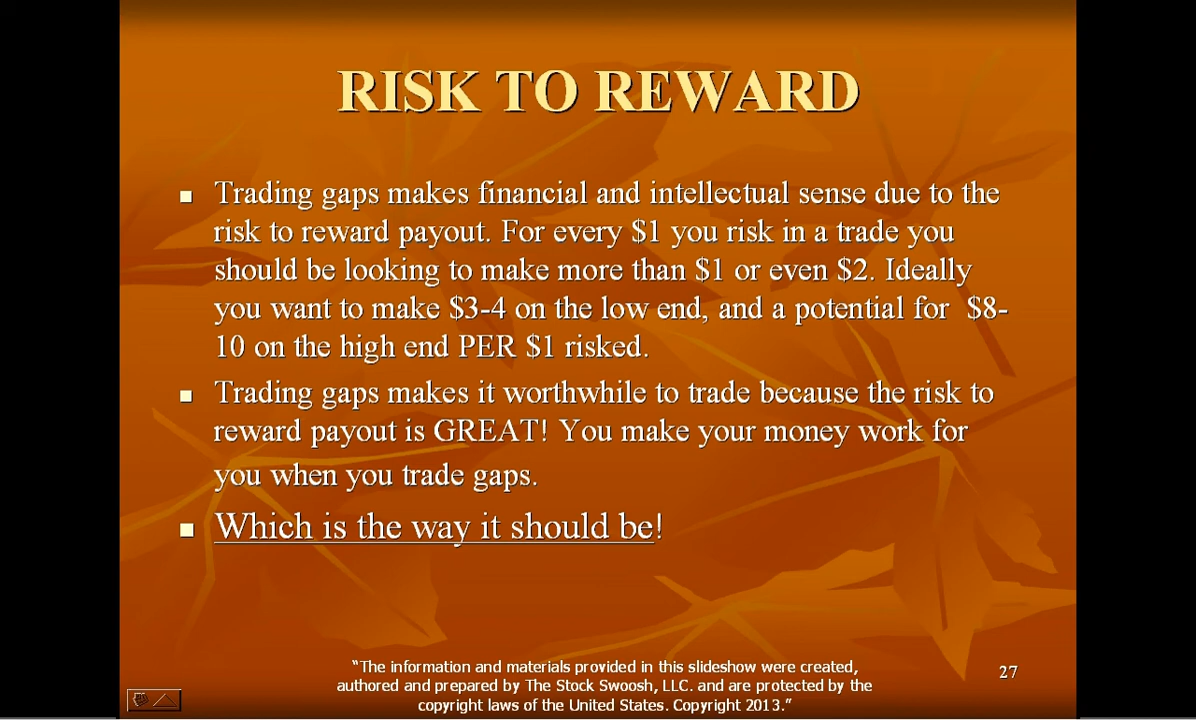 RISK TO REWARD
Trading gaps makes financial and intellectual sense due to the
risk to reward payout. For every $1 you risk in a trade you
should be looking to make more than $1 or even $2. Ideally
you want to make $3-4 on the low end, and a potential for $8-
10 on the high end PER $1 risked.
Trading gaps makes it worthwhile to trade because the risk to
reward payout is GREAT! You make your money work for
you when you trade gaps.
Which is the way it should be!
“The information and materials provided in this slideshow were created,
authored and prepared by The Stock Swoosh, LLC. and are protected by the
copyright laws of the United States. Copyright 2013.”
27